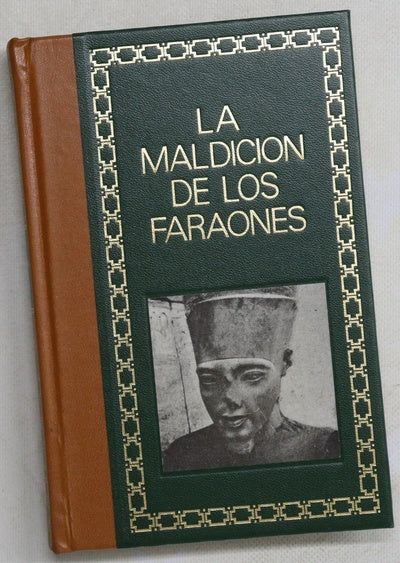 LA
MALDICION
DE LOS
FARAONES